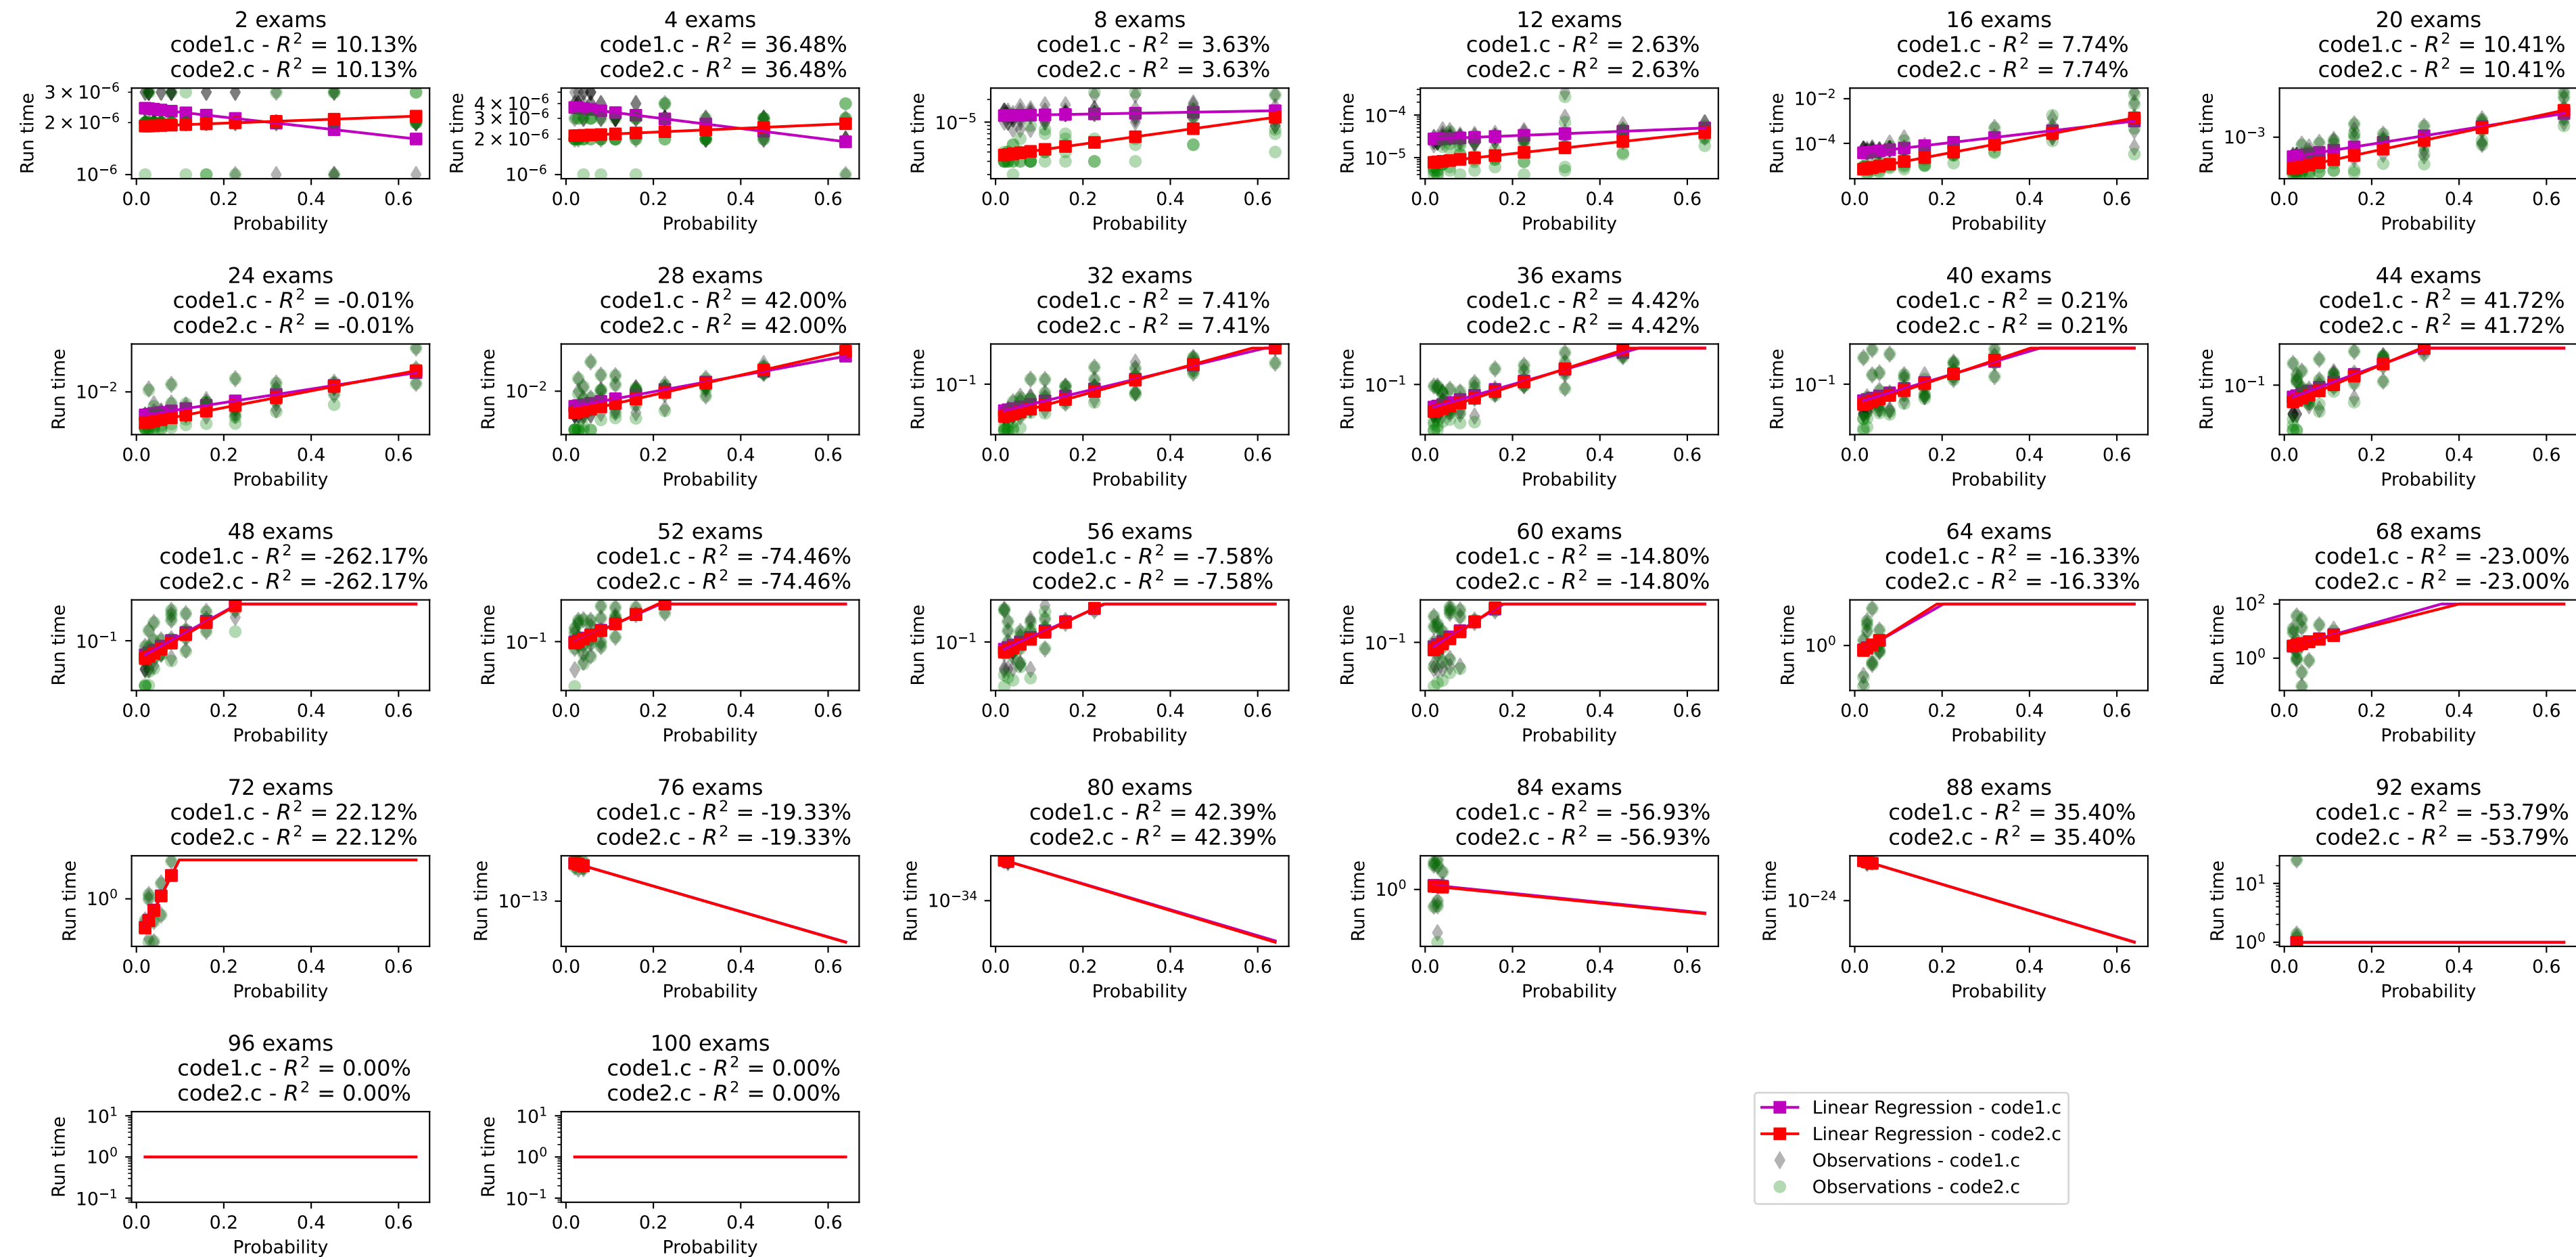 2 exams
code1.c - R² = 10.13%
code2.c - R² = 10.13%
Run time
3 × 10⁻⁶
2 × 10⁻⁶
10⁻⁶
0.0 0.2 0.4 0.6
Probability
4 exams
code1.c - R² = 36.48%
code2.c - R² = 36.48%
Run time
4 × 10⁻⁶
3 × 10⁻⁶
2 × 10⁻⁶
10⁻⁶
0.0 0.2 0.4 0.6
Probability
8 exams
code1.c - R² = 3.63%
code2.c - R² = 3.63%
Run time
10⁻⁵
0.0 0.2 0.4 0.6
Probability
12 exams
code1.c - R² = 2.63%
code2.c - R² = 2.63%
Run time
10⁻⁴
10⁻⁵
0.0 0.2 0.4 0.6
Probability
16 exams
code1.c - R² = 7.74%
code2.c - R² = 7.74%
Run time
10⁻²
10⁻⁴
0.0 0.2 0.4 0.6
Probability
20 exams
code1.c - R² = 10.41%
code2.c - R² = 10.41%
Run time
10⁻³
0.0 0.2 0.4 0.6
Probability
24 exams
code1.c - R² = -0.01%
code2.c - R² = -0.01%
Run time
10⁻²
0.0 0.2 0.4 0.6
Probability
28 exams
code1.c - R² = 42.00%
code2.c - R² = 42.00%
Run time
10⁻²
0.0 0.2 0.4 0.6
Probability
32 exams
code1.c - R² = 7.41%
code2.c - R² = 7.41%
Run time
10⁻¹
0.0 0.2 0.4 0.6
Probability
36 exams
code1.c - R² = 4.42%
code2.c - R² = 4.42%
Run time
10⁻¹
0.0 0.2 0.4 0.6
Probability
40 exams
code1.c - R² = 0.21%
code2.c - R² = 0.21%
Run time
10⁻¹
0.0 0.2 0.4 0.6
Probability
44 exams
code1.c - R² = 41.72%
code2.c - R² = 41.72%
Run time
10⁻¹
0.0 0.2 0.4 0.6
Probability
48 exams
code1.c - R² = -262.17%
code2.c - R² = -262.17%
Run time
10⁻¹
0.0 0.2 0.4 0.6
Probability
52 exams
code1.c - R² = -74.46%
code2.c - R² = -74.46%
Run time
10⁻¹
0.0 0.2 0.4 0.6
Probability
56 exams
code1.c - R² = -7.58%
code2.c - R² = -7.58%
Run time
10⁻¹
0.0 0.2 0.4 0.6
Probability
60 exams
code1.c - R² = -14.80%
code2.c - R² = -14.80%
Run time
10⁻¹
0.0 0.2 0.4 0.6
Probability
64 exams
code1.c - R² = -16.33%
code2.c - R² = -16.33%
Run time
10⁰
0.0 0.2 0.4 0.6
Probability
68 exams
code1.c - R² = -23.00%
code2.c - R² = -23.00%
Run time
10²
10⁰
0.0 0.2 0.4 0.6
Probability
72 exams
code1.c - R² = 22.12%
code2.c - R² = 22.12%
Run time
10⁰
0.0 0.2 0.4 0.6
Probability
76 exams
code1.c - R² = -19.33%
code2.c - R² = -19.33%
Run time
10⁻¹³
0.0 0.2 0.4 0.6
Probability
80 exams
code1.c - R² = 42.39%
code2.c - R² = 42.39%
Run time
10⁻³⁴
0.0 0.2 0.4 0.6
Probability
84 exams
code1.c - R² = -56.93%
code2.c - R² = -56.93%
Run time
10⁰
0.0 0.2 0.4 0.6
Probability
88 exams
code1.c - R² = 35.40%
code2.c - R² = 35.40%
Run time
10⁻²⁴
0.0 0.2 0.4 0.6
Probability
92 exams
code1.c - R² = -53.79%
code2.c - R² = -53.79%
Run time
10¹
10⁰
0.0 0.2 0.4 0.6
Probability
96 exams
code1.c - R² = 0.00%
code2.c - R² = 0.00%
Run time
10¹
10⁰
10⁻¹
0.0 0.2 0.4 0.6
Probability
100 exams
code1.c - R² = 0.00%
code2.c - R² = 0.00%
Run time
10¹
10⁰
10⁻¹
0.0 0.2 0.4 0.6
Probability
Linear Regression - code1.c
Linear Regression - code2.c
Observations - code1.c
Observations - code2.c